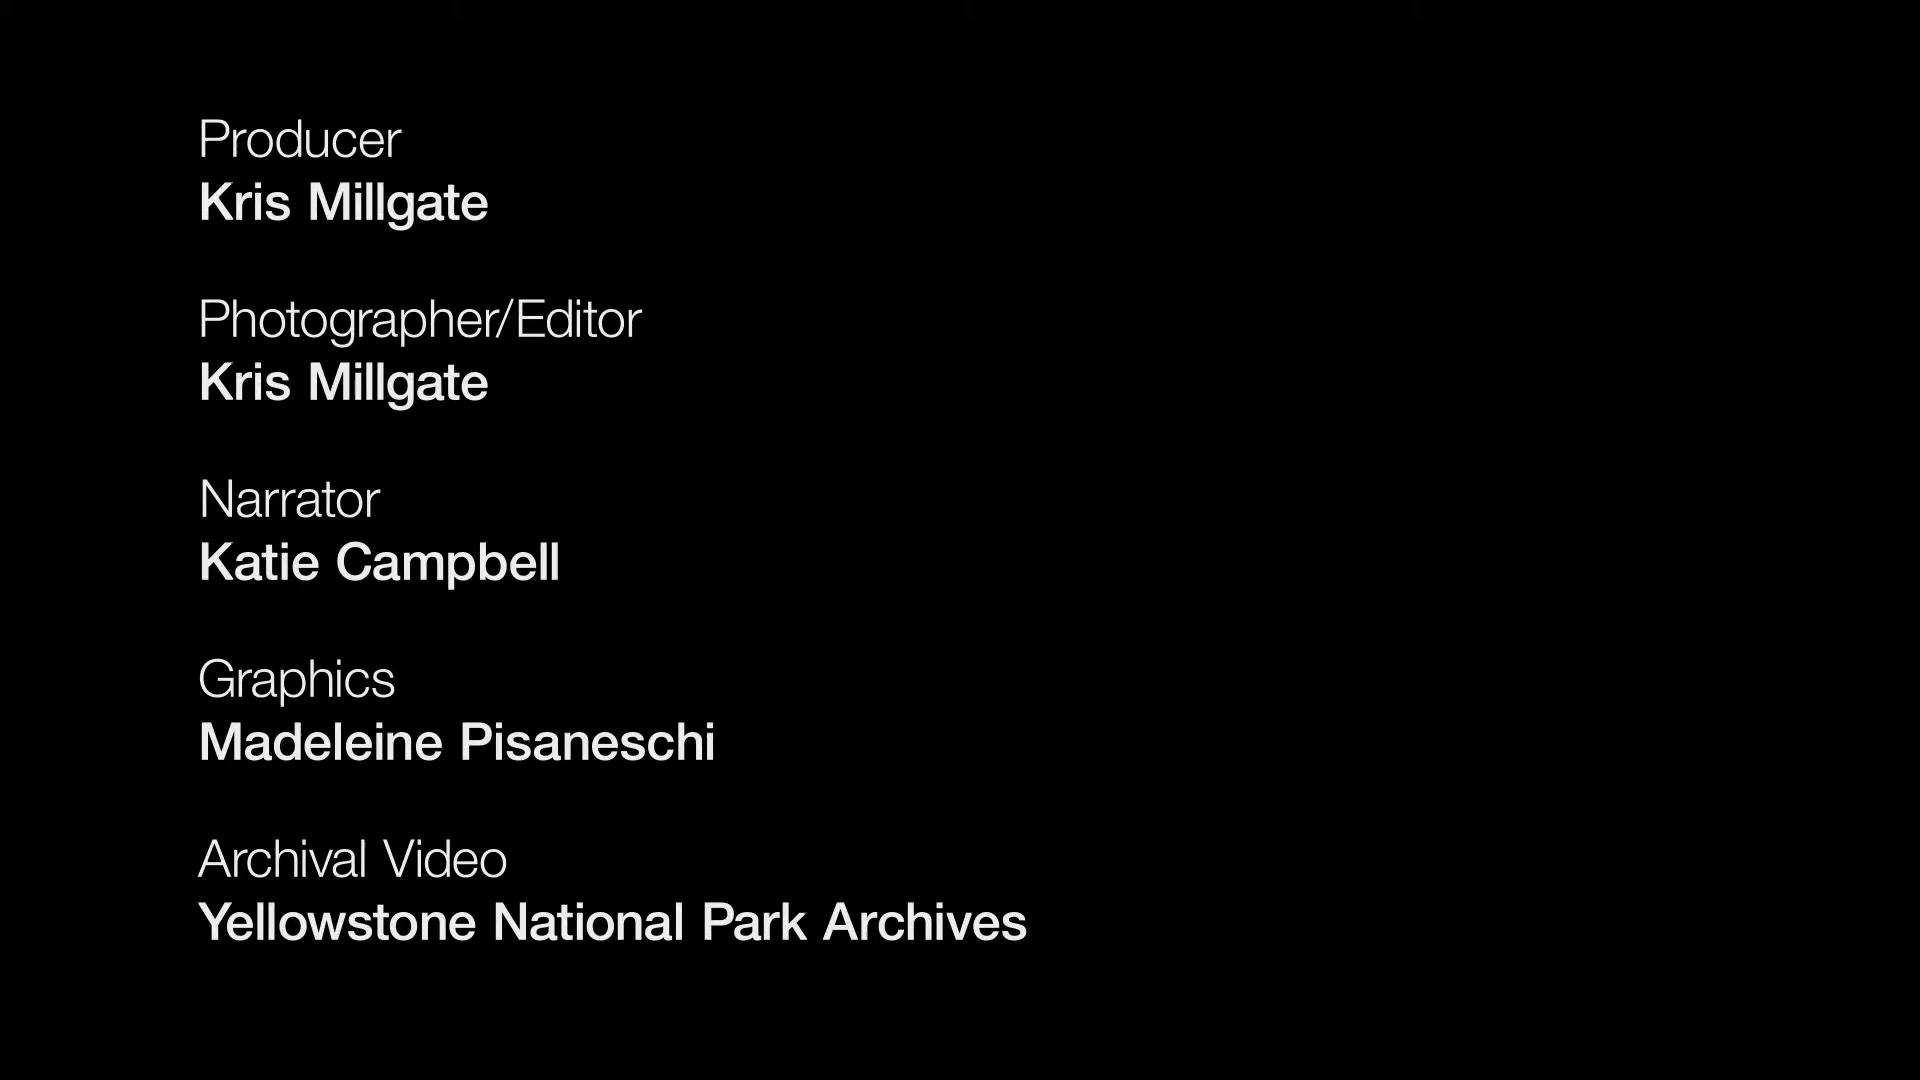 Producer
Kris Millgate
Photographer/Editor
Kris Millgate
Narrator
Katie Campbell
Graphics
Madeleine Pisaneschi
Archival Video
Yellowstone National Park Archives